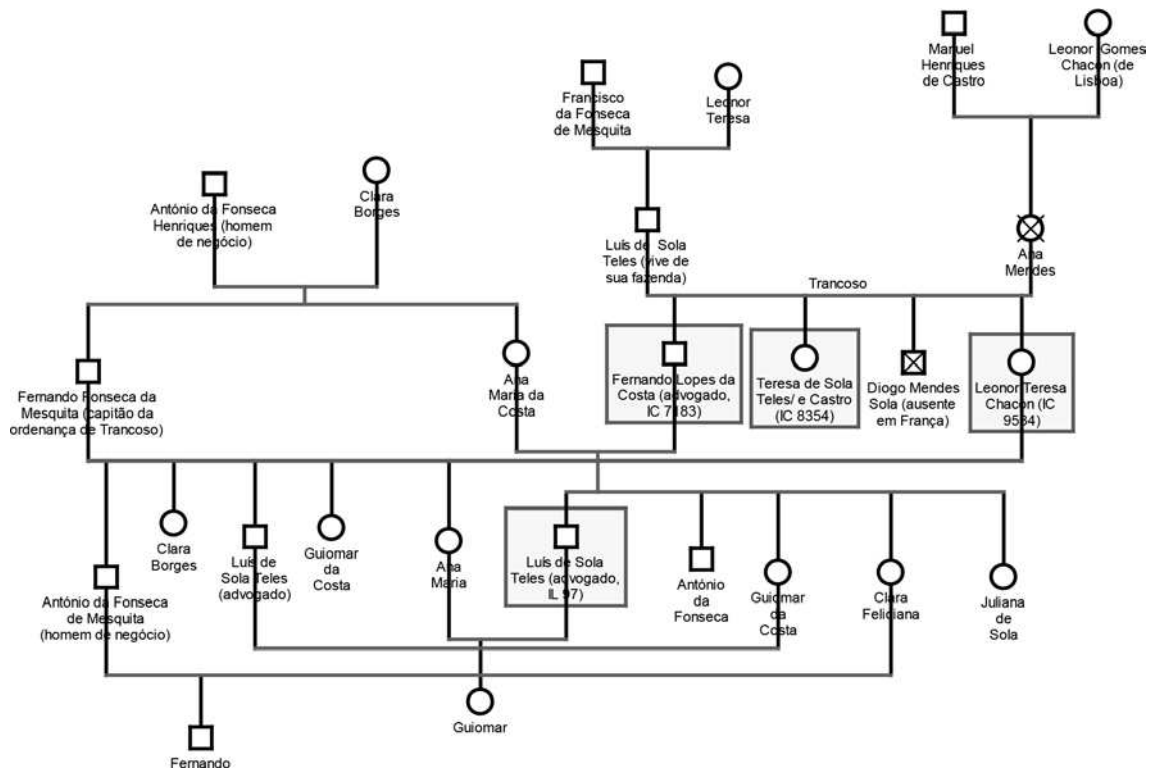 Manuel
Henriques
de Castro
Leonor Gomes
Chacon (de
Lisboa)
Francisco
da Fonseca
de Mesquita
Leonor
Teresa
António da Fonseca
Henriques (homem
de negócio)
Clara
Borges
Luís de Sola
Teles (vive de
sua fazenda)
Ana
Mendes
Trancoso
Fernando Fonseca da
Mesquita (capitão da
ordenança de Trancoso)
Ana
Maria da
Costa
Fernando Lopes da
Costa (advogado,
IC 7183)
Teresa de Sola
Teles/ e Castro
(IC 8354)
Diogo Mendes
Sola (ausente
em França)
Leonor Teresa
Chacon (IC
9584)
António da Fonseca
de Mesquita
(homem de negócio)
Clara
Borges
Luís de
Sola Teles
(advogado)
Guiomar
da
Costa
Ana
Maria
Luís de Sola
Teles (advogado,
IL 97)
António
da
Fonseca
Guiomar
da
Costa
Clara
Feliciana
Juliana
de
Sola
Fernando
Guiomar